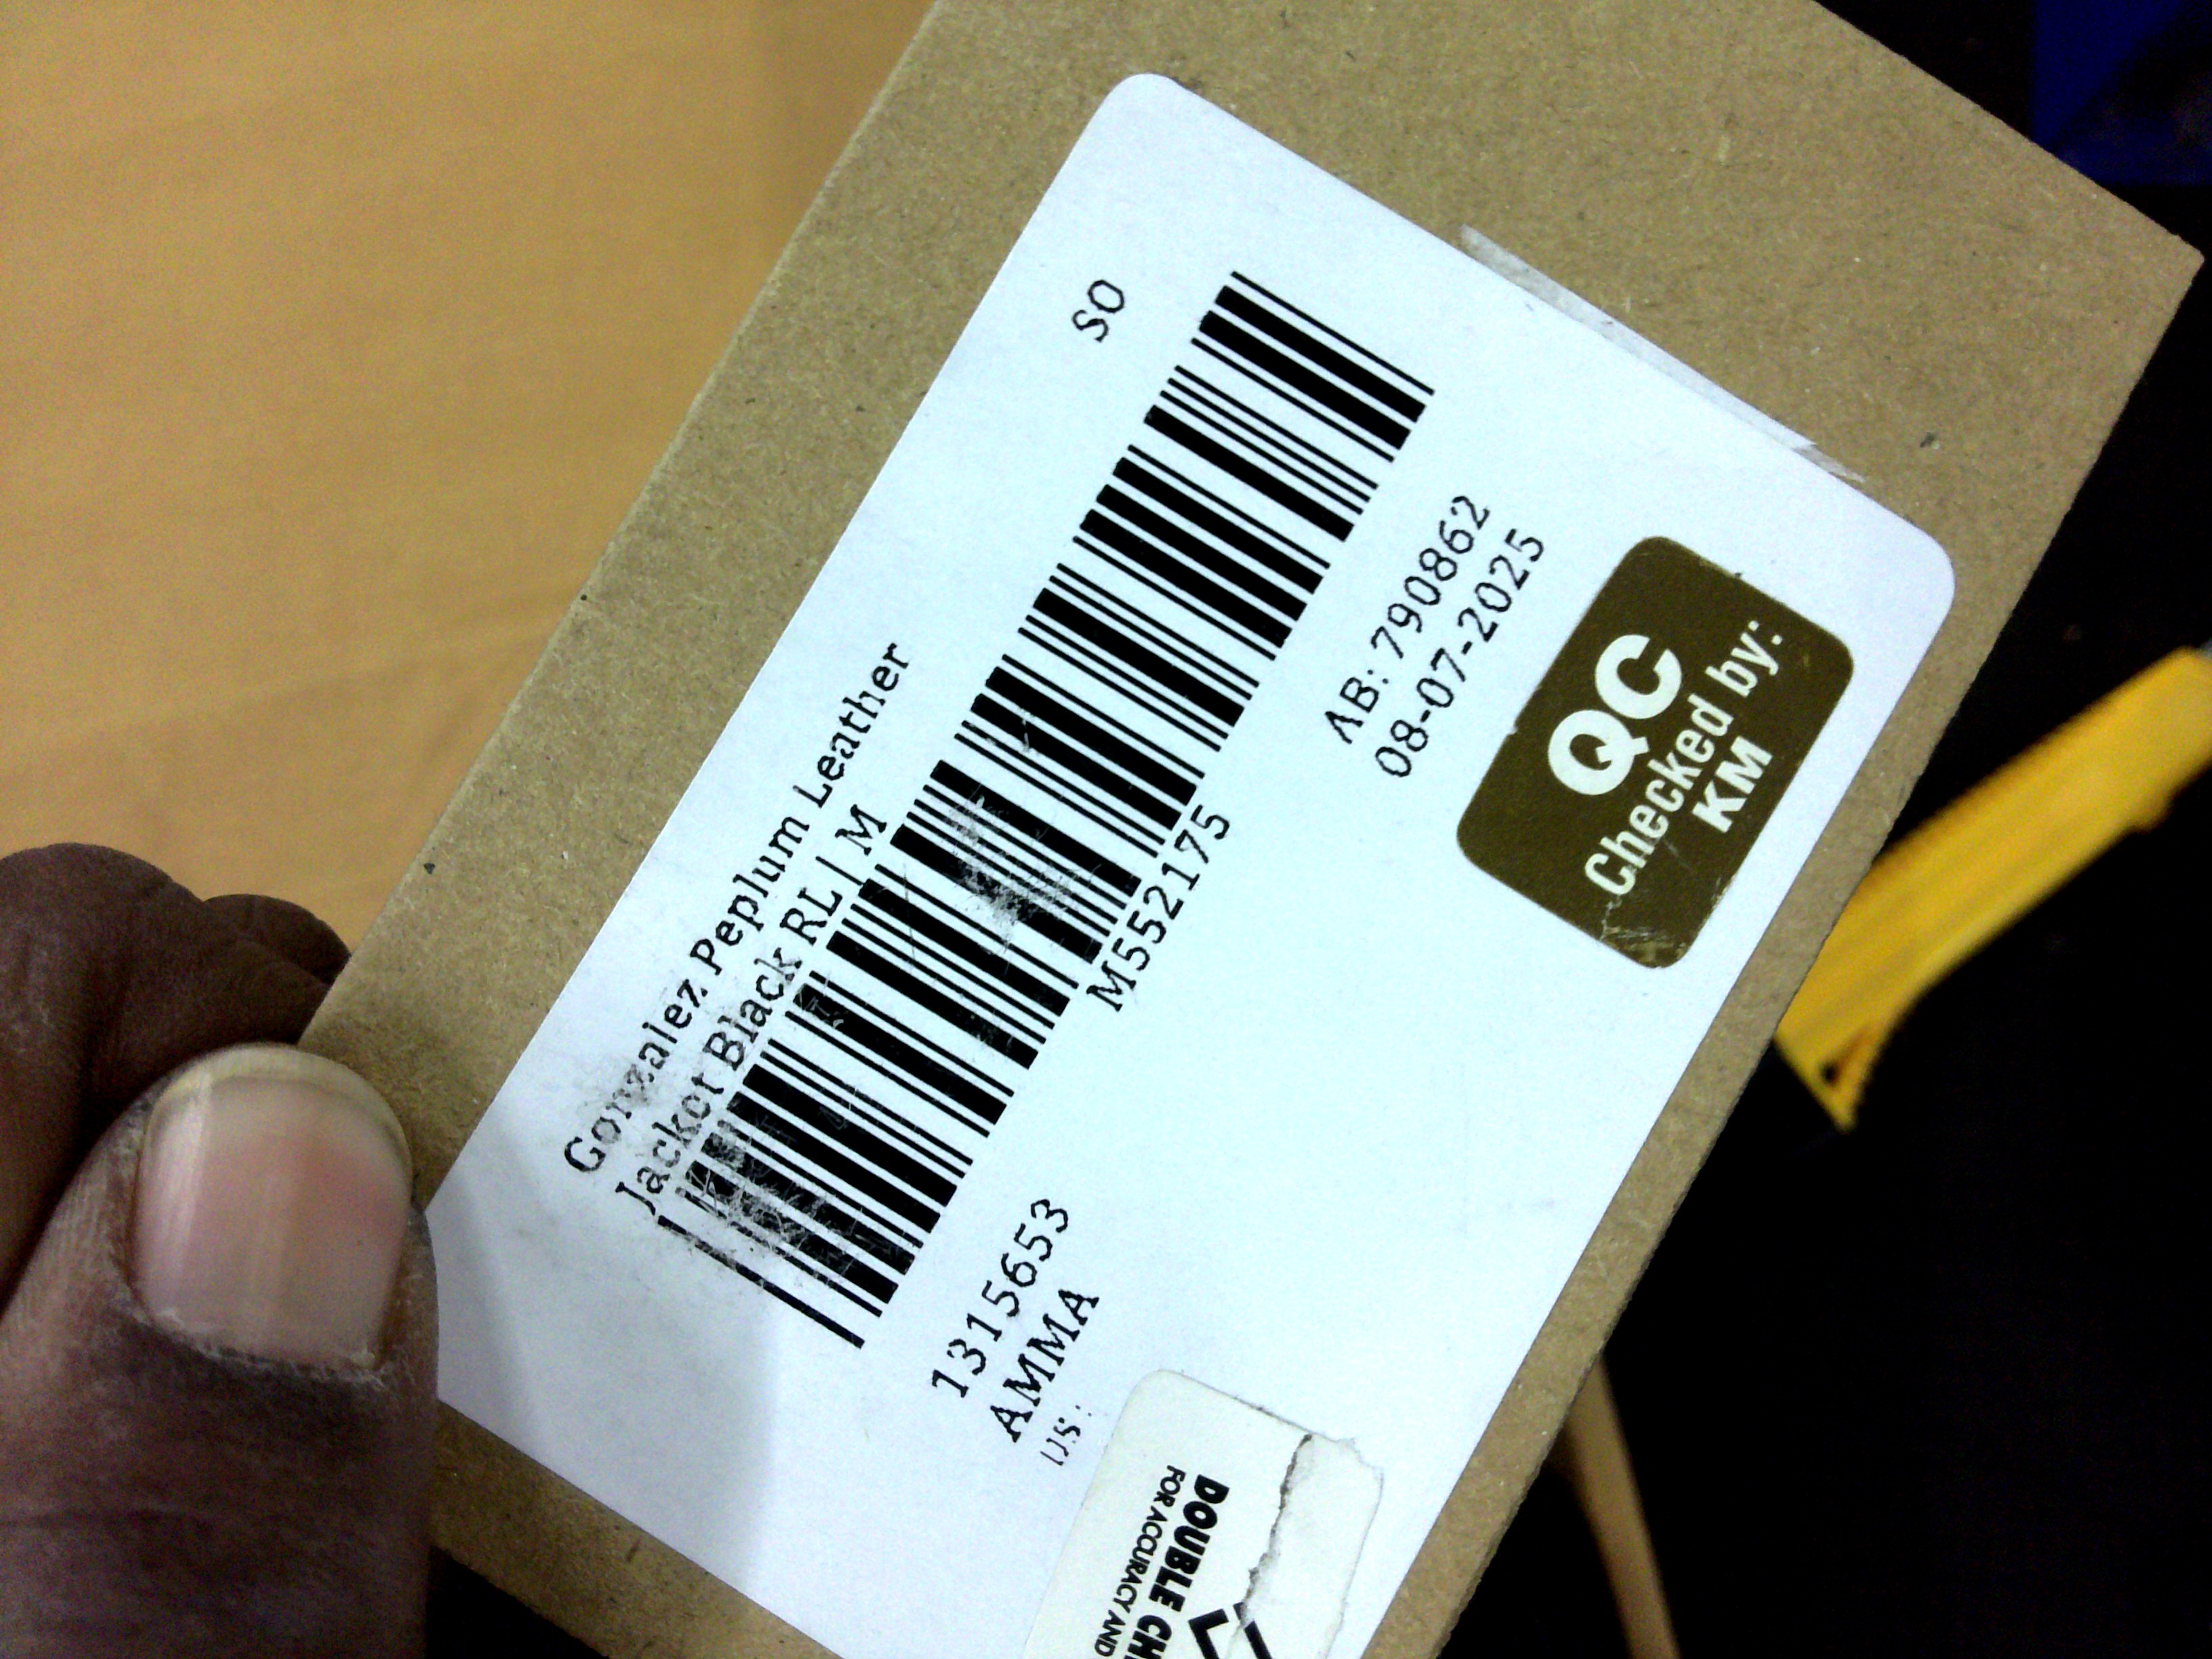 SO
Gonzalez Peplum Leather
Jacket Black RL | M
M552175
AB: 790862
08-07-2025
1315653
AMMA
US:
QC
Checked by:
KM
DOUBLE
FOR ACCURACY AND